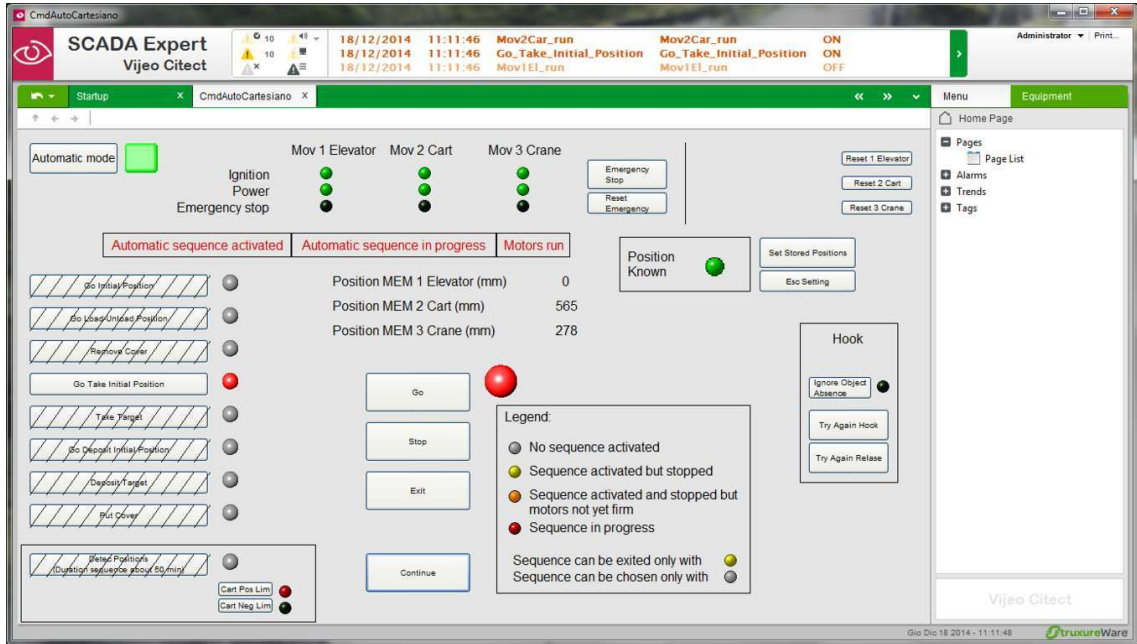 CmdAutoCartesiano
SCADA Expert
Vijeo Citect
10
10
18/12/2014 11:11:46 Mov2Car_run Mov2Car_run ON
18/12/2014 11:11:46 Go_Take_Initial_Position Go_Take_Initial_Position ON
18/12/2014 11:11:46 Mov1El_run Mov1El_run OFF
Administrator Print...
Startup X CmdAutoCartesiano X
Menu Equipment
Home Page
Pages
Page List
Alarms
Trends
Tags
Automatic mode
Mov 1 Elevator Mov 2 Cart Mov 3 Crane
Ignition
Power
Emergency stop
Emergency
Stop
Reset
Emergency
Reset 1 Elevator
Reset 2 Cart
Reset 3 Crane
Automatic sequence activated Automatic sequence in progress Motors run
Position
Known
Set Stored Positions
Esc Setting
Go Initial Position
Go Load-Unload Position
Remove Cover
Go Take Initial Position
Take Target
Go Deposit Initial Position
Deposit Target
Put Cover
Position MEM 1 Elevator (mm) 0
Position MEM 2 Cart (mm) 565
Position MEM 3 Crane (mm) 278
Go
Stop
Exit
Continue
Legend:
No sequence activated
Sequence activated but stopped
Sequence activated and stopped but
motors not yet firm
Sequence in progress
Sequence can be exited only with
Sequence can be chosen only with
Hook
Ignore Object
Absence
Try Again Hook
Try Again Relase
Deted Positions
(Duration sequence about 50 min)
Cart Pos Lim
Cart Neg Lim
Vijeo Citect
Gio Dic 18 2014 - 11:11:48
StruxureWare